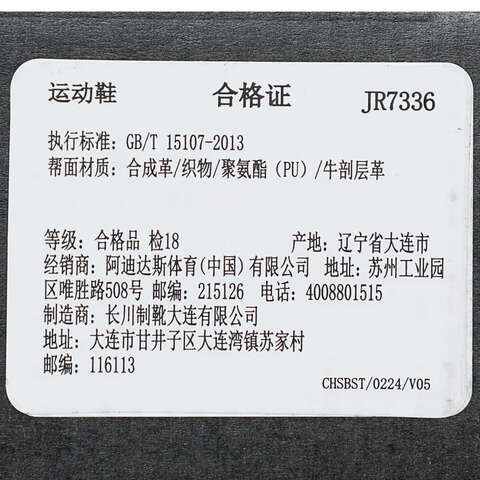 运动鞋 合格证 JR7336
执行标准: GB/T 15107-2013
帮面材质: 合成革/织物/聚氨酯 (PU) /牛剖层革
等级: 合格品 检18 产地: 辽宁省大连市
经销商: 阿迪达斯体育(中国)有限公司 地址: 苏州工业园
区唯胜路508号 邮编: 215126 电话: 4008801515
制造商: 长川制靴大连有限公司
地址: 大连市甘井子区大连湾镇苏家村
邮编: 116113
CHSBST/0224/V05